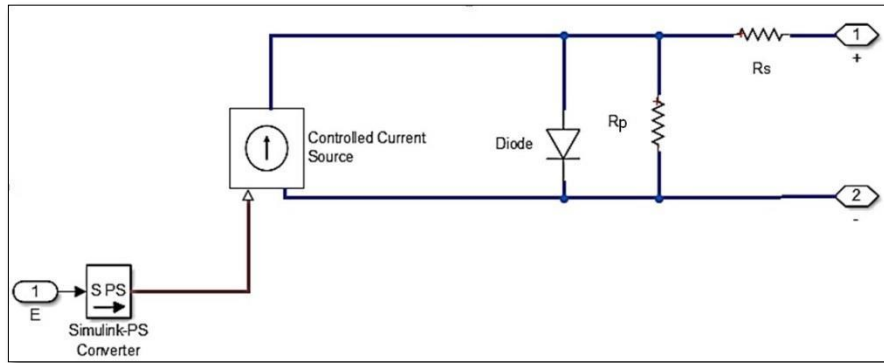 1
+
Rs
Controlled Current
Source
Diode
Rp
2
-
1
E
S PS
Simulink-PS
Converter